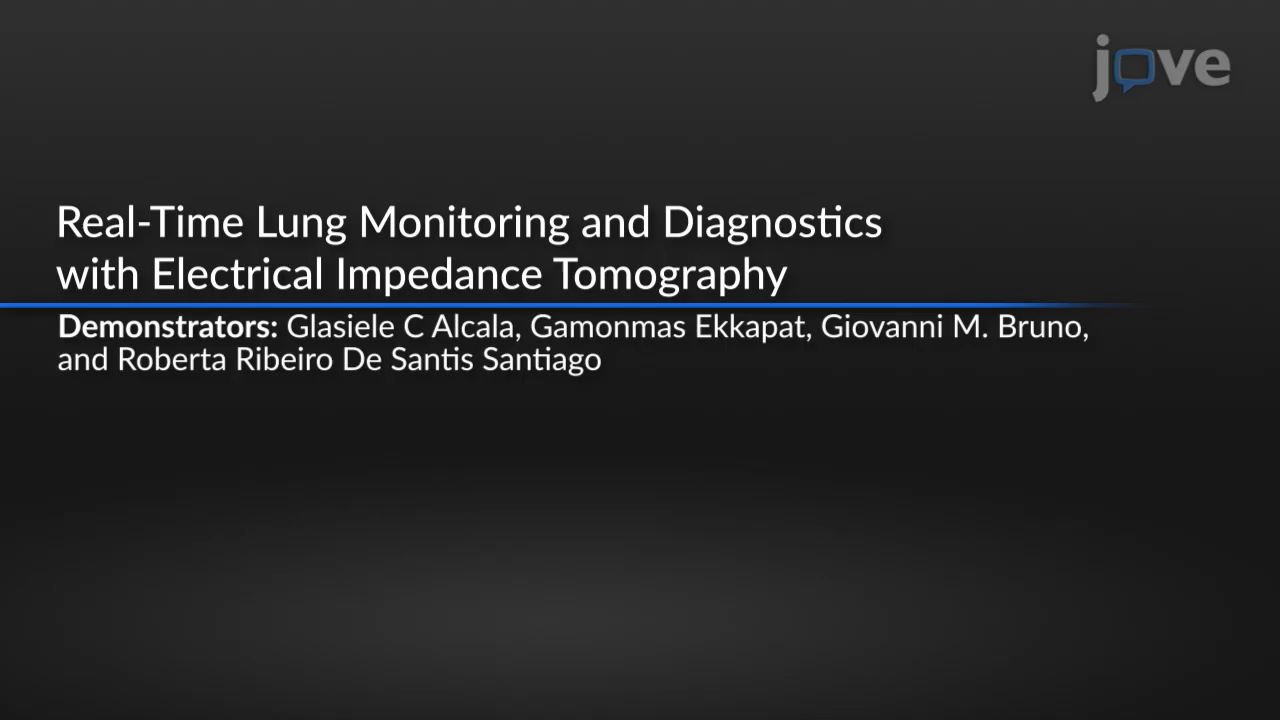 jove
Real-Time Lung Monitoring and Diagnostics
with Electrical Impedance Tomography
Demonstrators: Glasiele C Alcala, Gamonmas Ekkapat, Giovanni M. Bruno,
and Roberta Ribeiro De Santis Santiago